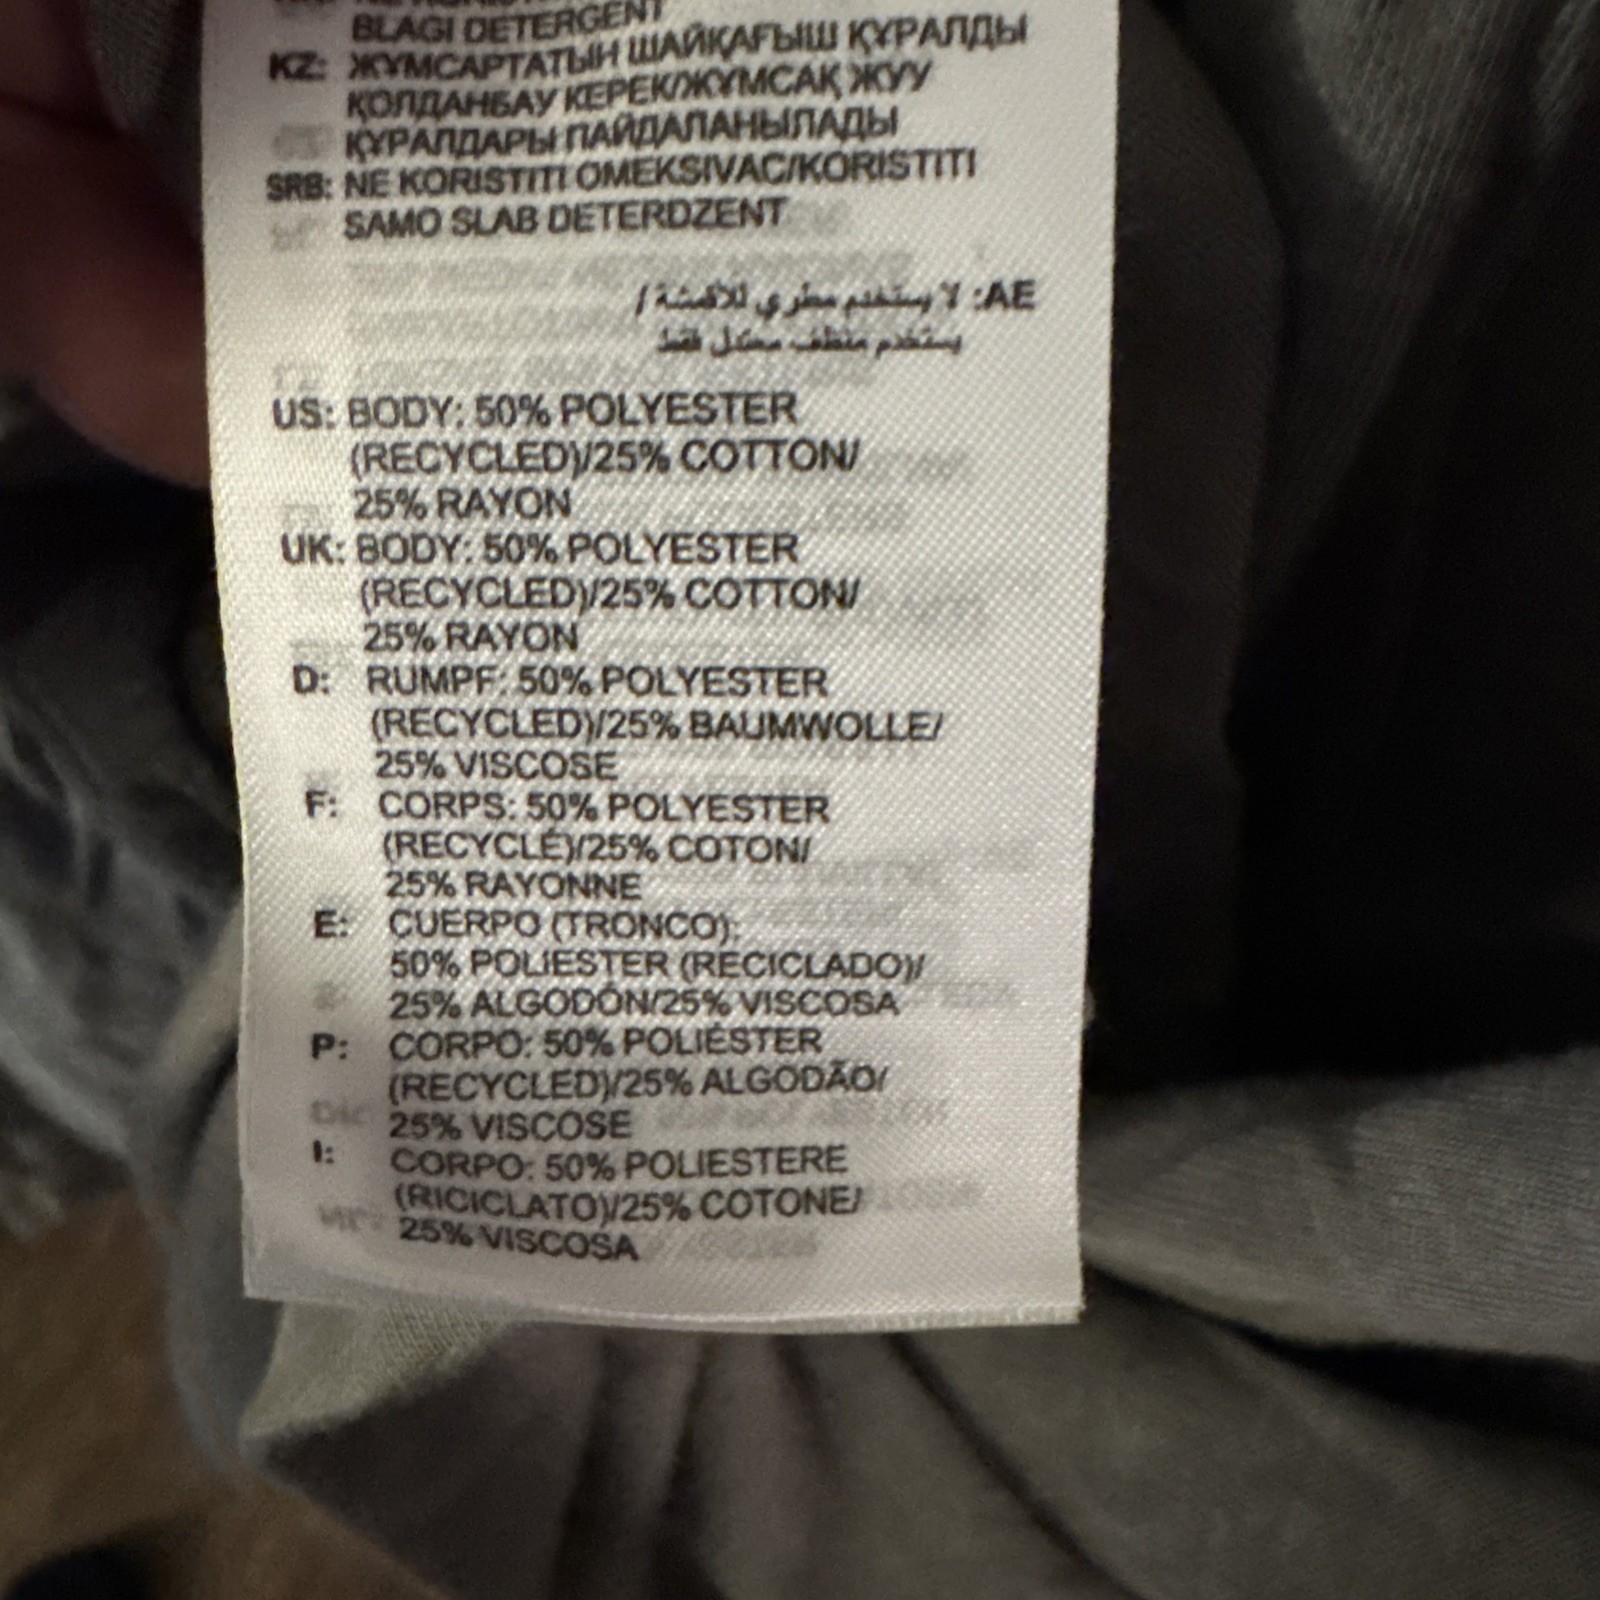 BLAGI DETERGENT
KZ: ЖҰМСАРТАТЫН ШАЙҚАҒЫШ ҚҰРАЛДЫ
ҚОЛДАНБАУ КЕРЕК/ЖҰМСАҚ ЖУУ
ҚҰРАЛДАРЫ ПАЙДАЛАНЫЛАДЫ
SRB: NE KORISTITI OMEKSIVAC/KORISTITI
SAMO SLAB DETERDZENT
AE: لا يستخدم مطري للأقمشة /
يستخدم منظف معتدل فقط
US: BODY: 50% POLYESTER
(RECYCLED)/25% COTTON/
25% RAYON
UK: BODY: 50% POLYESTER
(RECYCLED)/25% COTTON/
25% RAYON
D: RUMPF: 50% POLYESTER
(RECYCLED)/25% BAUMWOLLE/
25% VISCOSE
F: CORPS: 50% POLYESTER
(RECYCLÉ)/25% COTON/
25% RAYONNE
E: CUERPO (TRONCO):
50% POLIESTER (RECICLADO)/
25% ALGODÓN/25% VISCOSA
P: CORPO: 50% POLIÉSTER
(RECYCLED)/25% ALGODÃO/
25% VISCOSE
I: CORPO: 50% POLIESTERE
(RICICLATO)/25% COTONE/
25% VISCOSA